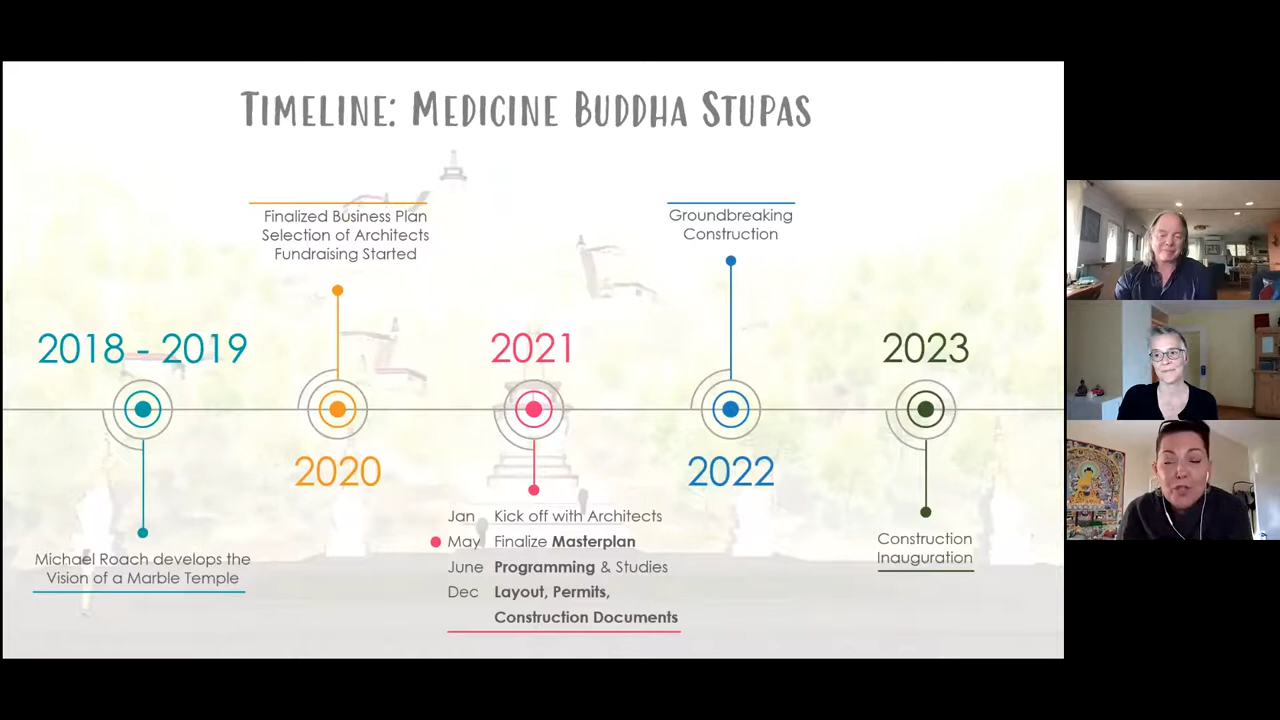 TIMELINE: MEDICINE BUDDHA STUPAS
Finalized Business Plan
Selection of Architects
Fundraising Started
Groundbreaking
Construction
2018 - 2019
2021
2023
2020
2022
Jan Kick off with Architects
May Finalize Masterplan
June Programming & Studies
Dec Layout, Permits,
Construction Documents
Michael Roach develops the
Vision of a Marble Temple
Construction
Inauguration